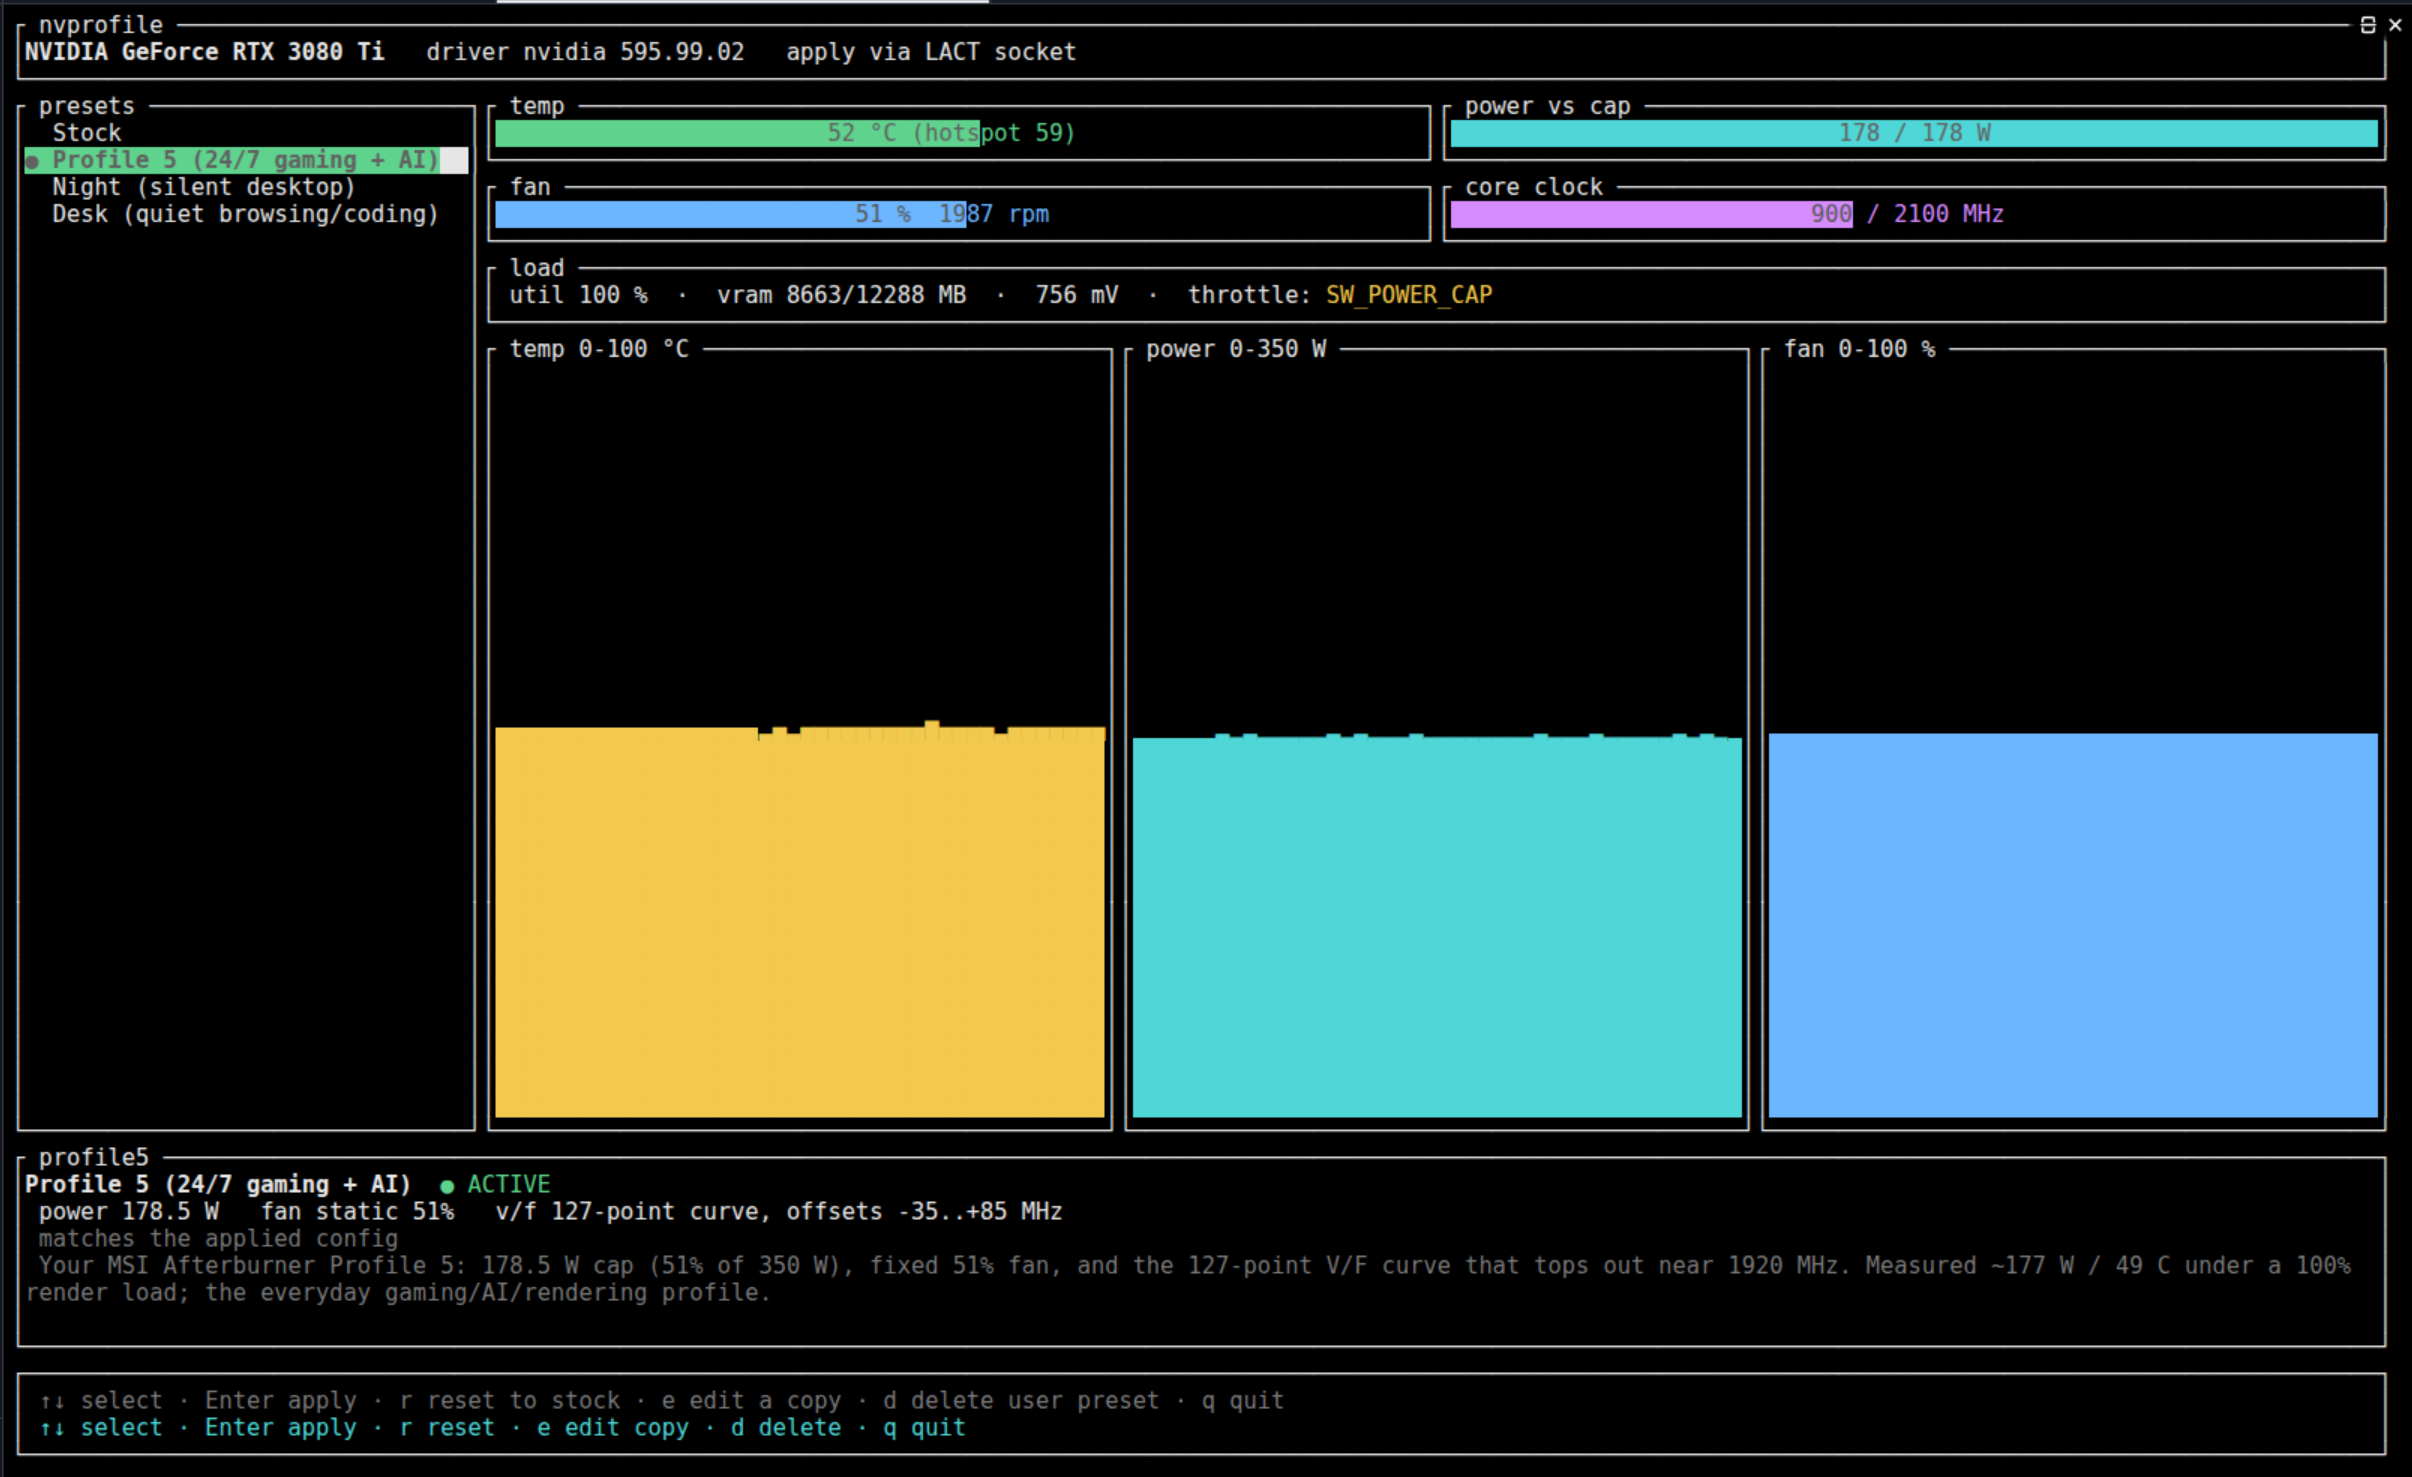 nvprofile
NVIDIA GeForce RTX 3080 Ti   driver nvidia 595.99.02   apply via LACT socket
presets
Stock
● Profile 5 (24/7 gaming + AI)
Night (silent desktop)
Desk (quiet browsing/coding)
temp
52 °C (hotspot 59)
power vs cap
178 / 178 W
fan
51 %  1987 rpm
core clock
900 / 2100 MHz
load
util 100 %  ·  vram 8663/12288 MB  ·  756 mV  ·  throttle: SW_POWER_CAP
temp 0-100 °C
power 0-350 W
fan 0-100 %
profile5
Profile 5 (24/7 gaming + AI)  ● ACTIVE
power 178.5 W   fan static 51%   v/f 127-point curve, offsets -35..+85 MHz
matches the applied config
Your MSI Afterburner Profile 5: 178.5 W cap (51% of 350 W), fixed 51% fan, and the 127-point V/F curve that tops out near 1920 MHz. Measured ~177 W / 49 C under a 100%
render load; the everyday gaming/AI/rendering profile.
↑↓ select · Enter apply · r reset to stock · e edit a copy · d delete user preset · q quit
↑↓ select · Enter apply · r reset · e edit copy · d delete · q quit